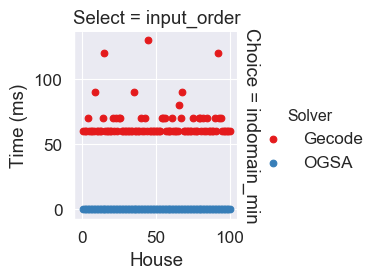 Select = input_order
Choice = indomain_min
Time (ms)
100
50
0
0
50
100
House
Solver
Gecode
OGSA